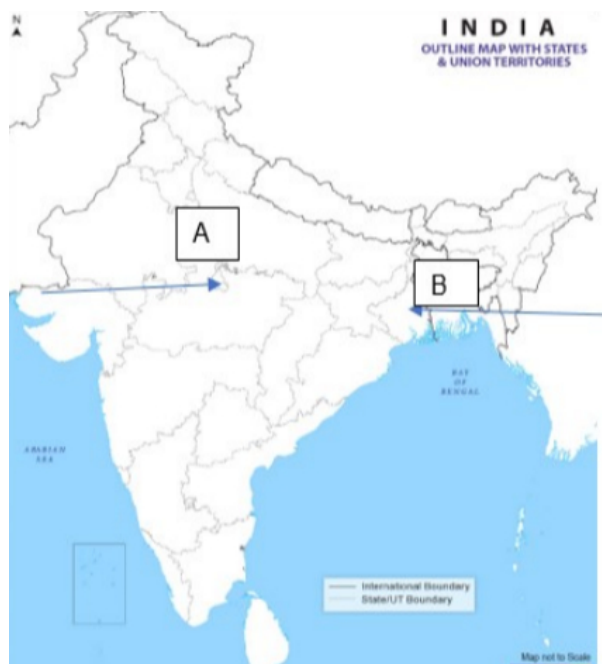 N
INDIA
OUTLINE MAP WITH STATES
& UNION TERRITORIES
A
B
BAY
OF
BENGAL
ARABIAN
SEA
International Boundary
State/UT Boundary
Map not to Scale